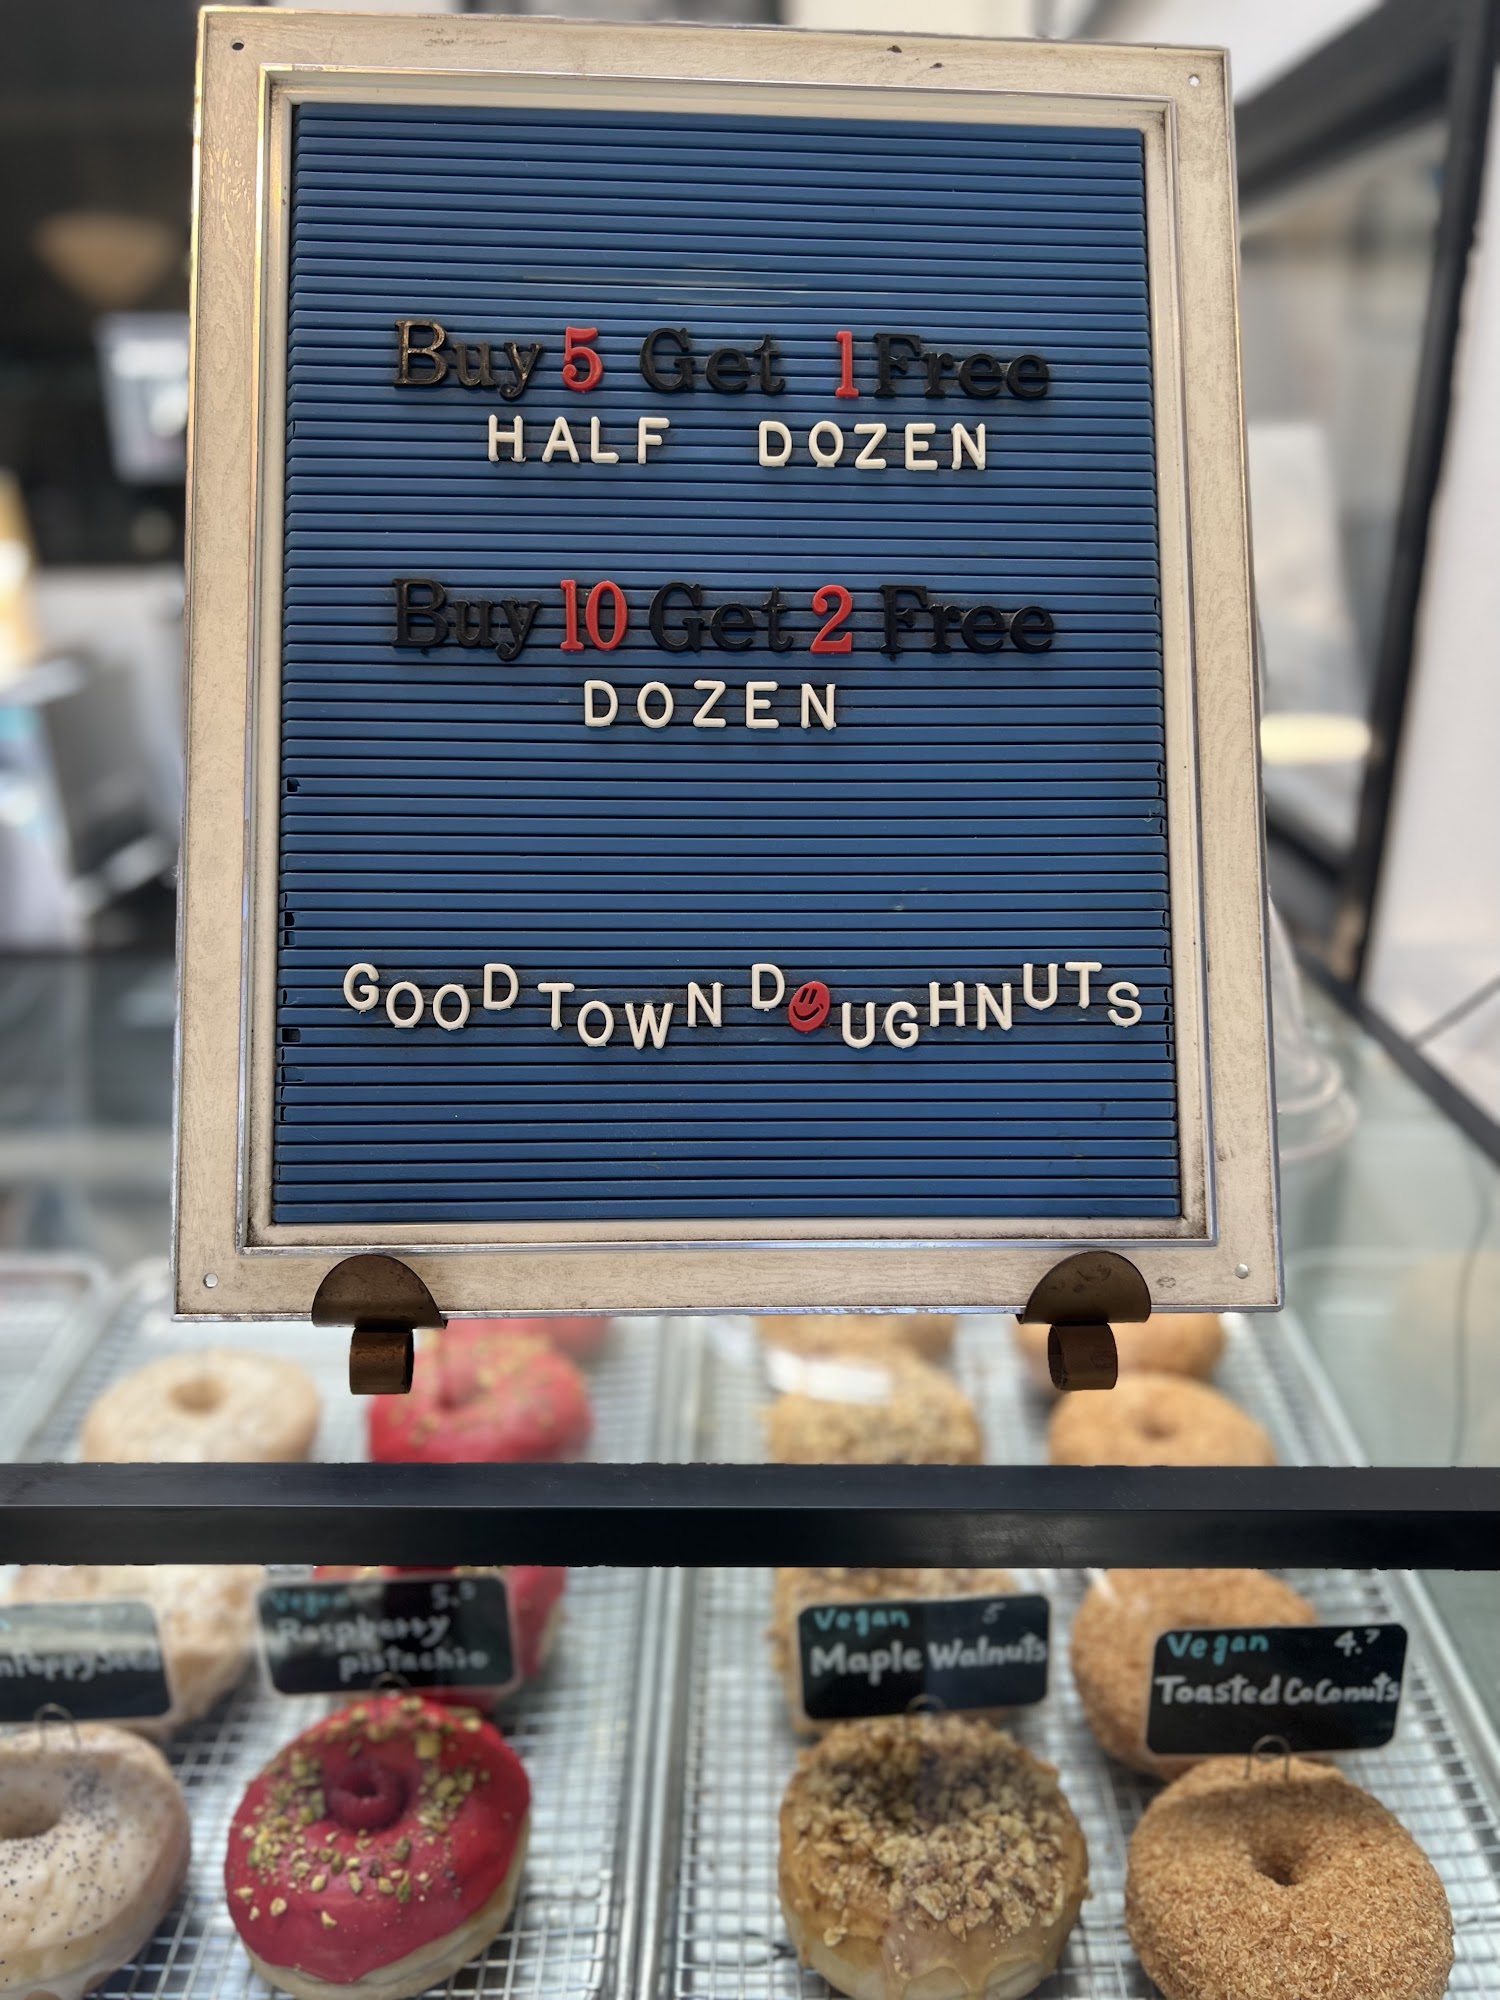 Buy 5 Get 1 Free
HALF DOZEN
Buy 10 Get 2 Free
DOZEN
GOOD TOWN DOUGHNUTS
Vegan
Raspberry
pistachio
Vegan 5
Maple Walnuts
Vegan 4.7
Toasted CoConuts